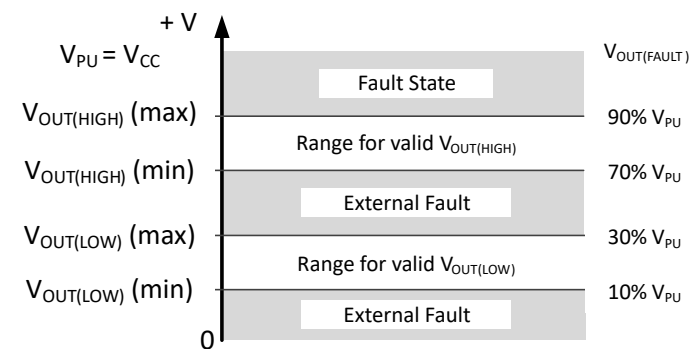 + V
V_PU = V_CC V_OUT(FAULT)
Fault State
V_OUT(HIGH) (max) 90% V_PU
Range for valid V_OUT(HIGH)
V_OUT(HIGH) (min) 70% V_PU
External Fault
V_OUT(LOW) (max) 30% V_PU
Range for valid V_OUT(LOW)
V_OUT(LOW) (min) 10% V_PU
External Fault
0